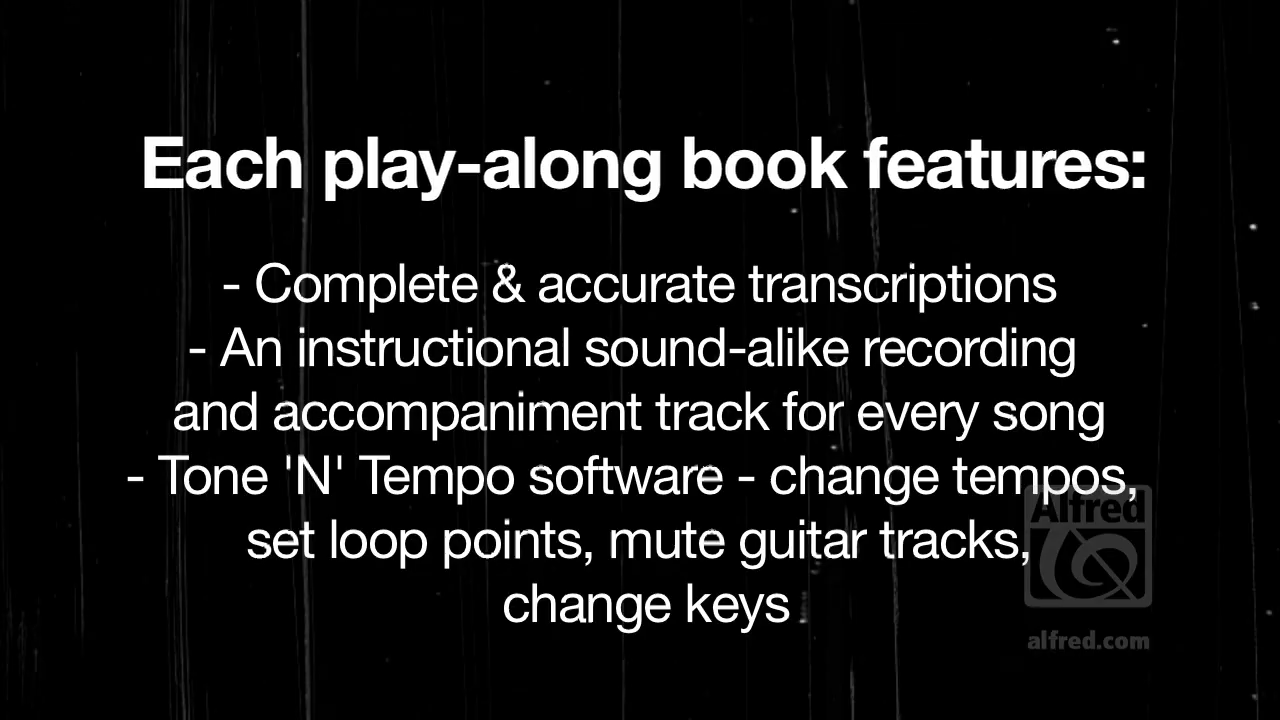 Each play-along book features:
- Complete & accurate transcriptions
- An instructional sound-alike recording
and accompaniment track for every song
- Tone 'N' Tempo software - change tempos,
set loop points, mute guitar tracks,
change keys
Alfred
alfred.com